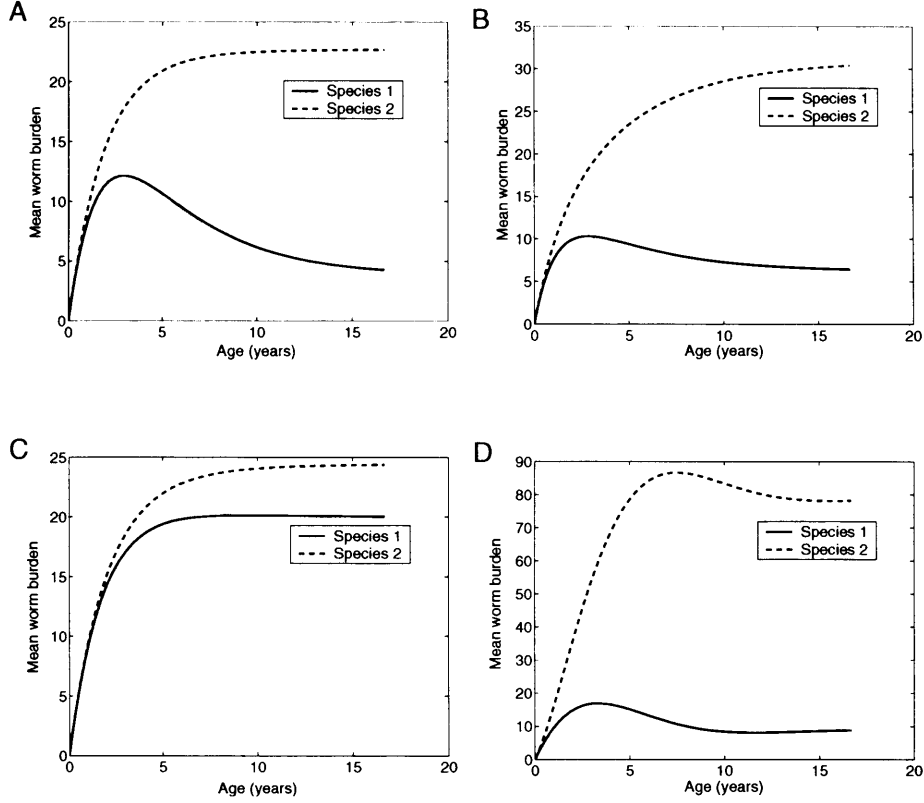 A
25
20
15
10
5
0
Mean worm burden
Species 1
Species 2
0 5 10 15 20
Age (years)
B
35
30
25
20
15
10
5
0
Mean worm burden
Species 1
Species 2
0 5 10 15 20
Age (years)
C
25
20
15
10
5
0
Mean worm burden
Species 1
Species 2
0 5 10 15 20
Age (years)
D
90
80
70
60
50
40
30
20
10
0
Mean worm burden
Species 1
Species 2
0 5 10 15 20
Age (years)